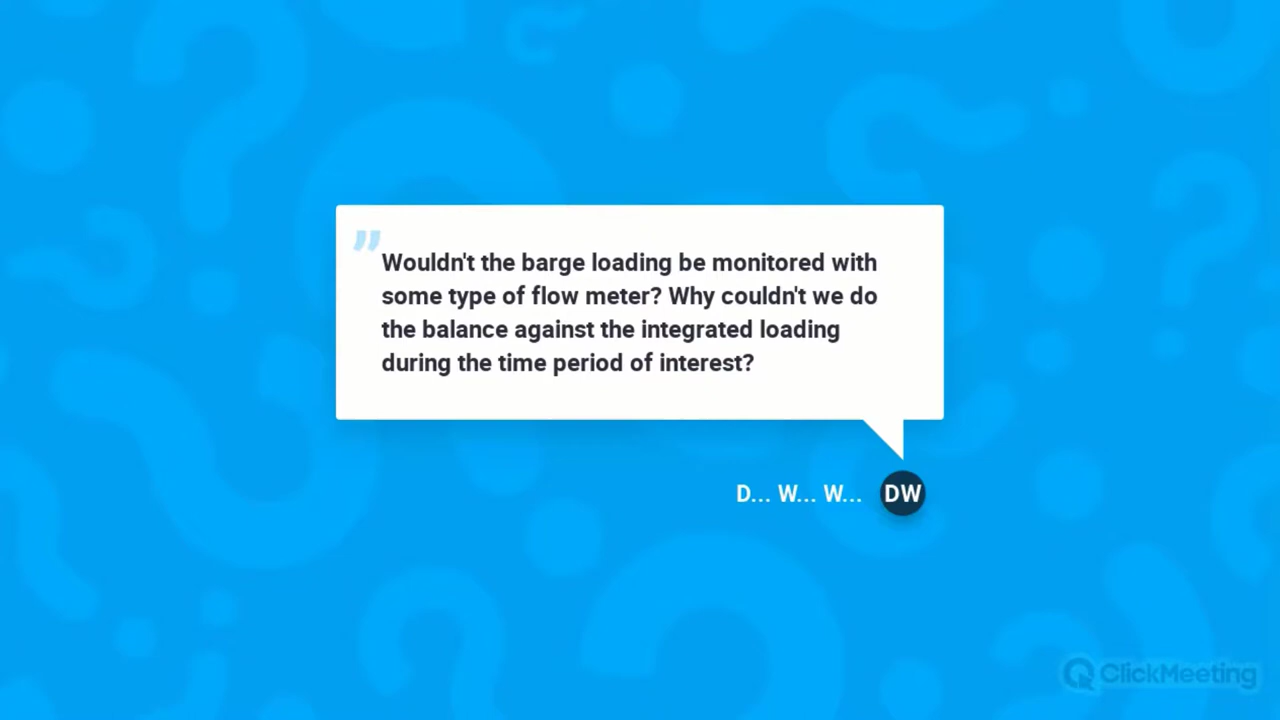 Wouldn't the barge loading be monitored with
some type of flow meter? Why couldn't we do
the balance against the integrated loading
during the time period of interest?
D... W... W... DW
ClickMeeting